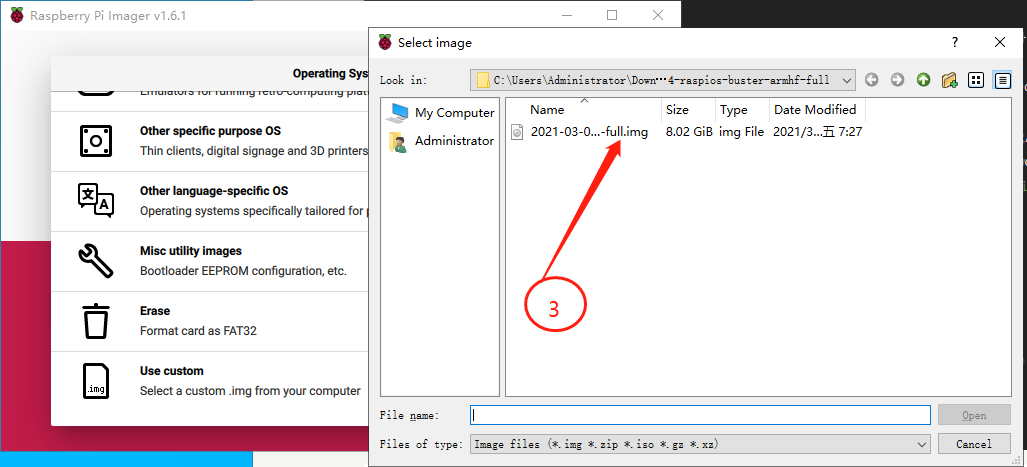 Raspberry Pi Imager v1.6.1
Operating Sys
Emulators for running retro-computing plat
Other specific purpose OS
Thin clients, digital signage and 3D printers
Other language-specific OS
Operating systems specifically tailored for p
Misc utility images
Bootloader EEPROM configuration, etc.
Erase
Format card as FAT32
.img
Use custom
Select a custom .img from your computer
Select image
Look in:
C:\Users\Administrator\Down⋯4-raspios-buster-armhf-full
My Computer
Administrator
Name Size Type Date Modified
2021-03-0...-full.img 8.02 GiB img File 2021/3...五 7:27
3
File name:
Open
Files of type: Image files (*.img *.zip *.iso *.gz *.xz)
Cancel